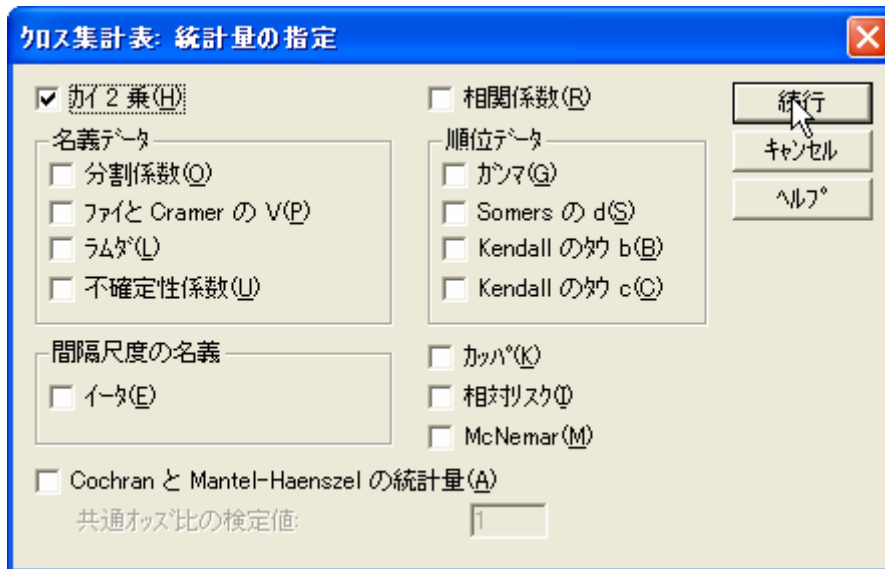 ｸﾛｽ集計表: 統計量の指定
ｶｲ 2 乗(H)
相関係数(R)
続行
名義ﾃﾞｰﾀ
順位ﾃﾞｰﾀ
ｷｬﾝｾﾙ
分割係数(O)
ｶﾞﾝﾏ(G)
ﾍﾙﾌﾟ
ﾌｧｲと Cramer の V(P)
Somers の d(S)
ﾗﾑﾀﾞ(L)
Kendall のﾀｳ b(B)
不確定性係数(U)
Kendall のﾀｳ c(C)
間隔尺度の名義
ｶｯﾊﾟ(K)
ｲｰﾀ(E)
相対ﾘｽｸ(I)
McNemar(M)
Cochran と Mantel-Haenszel の統計量(A)
共通ｵｯｽﾞ比の検定値:
1